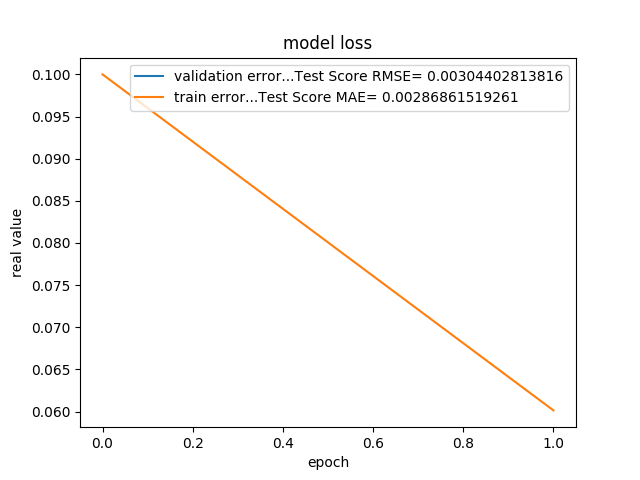 model loss
validation error...Test Score RMSE= 0.00304402813816
train error...Test Score MAE= 0.00286861519261
0.100
0.095
0.090
0.085
0.080
0.075
0.070
0.065
0.060
real value
0.0 0.2 0.4 0.6 0.8 1.0
epoch